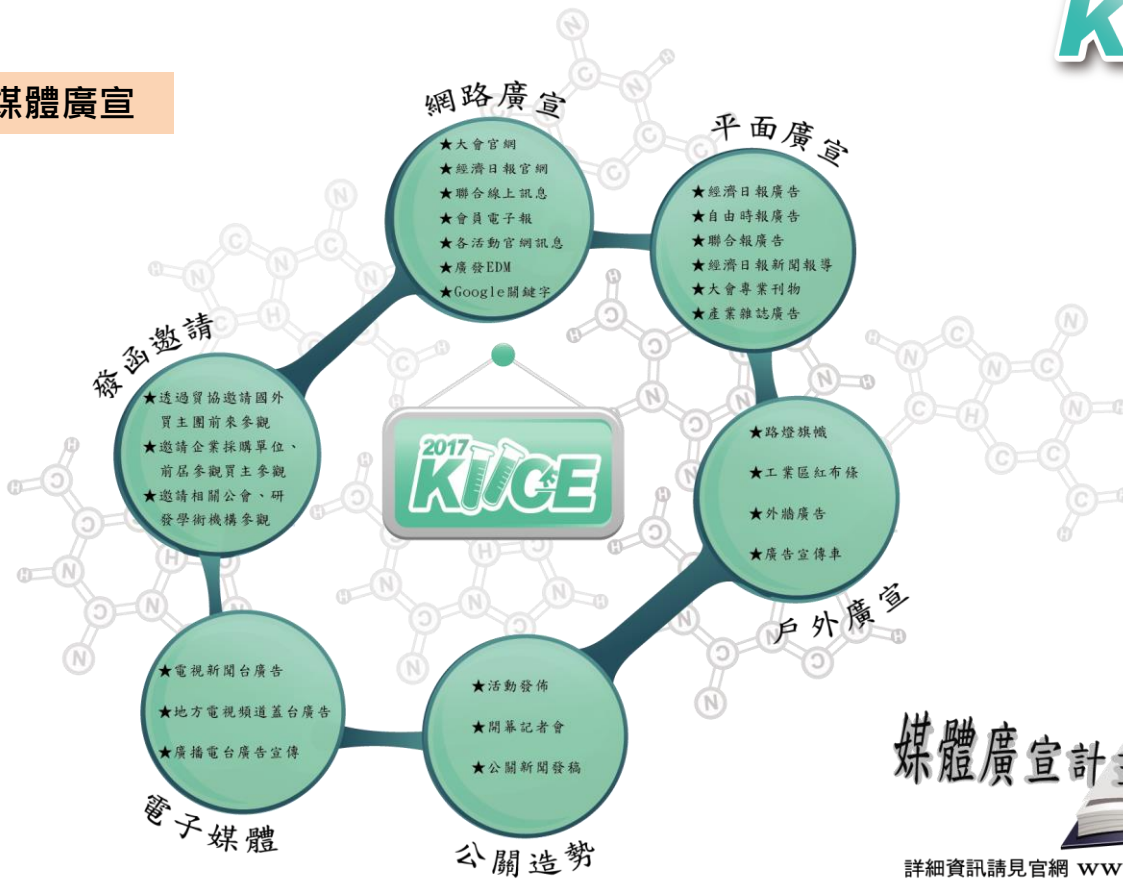 媒體廣宣
網路廣宣
★大會官網
★經濟日報官網
★聯合線上訊息
★會員電子報
★各活動官網訊息
★廣發EDM
★Google關鍵字
平面廣宣
★經濟日報廣告
★自由時報廣告
★聯合報廣告
★經濟日報新聞報導
★大會專業刊物
★產業雜誌廣告
發函邀請
★透過貿協邀請國外
買主團前來參觀
★邀請企業採購單位、
前屆參觀買主參觀
★邀請相關公會、研
發學術機構參觀
2017
KIICE
★路燈旗幟
★工業區紅布條
★外牆廣告
★廣告宣傳車
戶外廣宣
★電視新聞台廣告
★地方電視頻道蓋台廣告
★廣播電台廣告宣傳
電子媒體
★活動發佈
★開幕記者會
★公關新聞發稿
公關造勢
媒體廣宣計
詳細資訊請見官網 ww